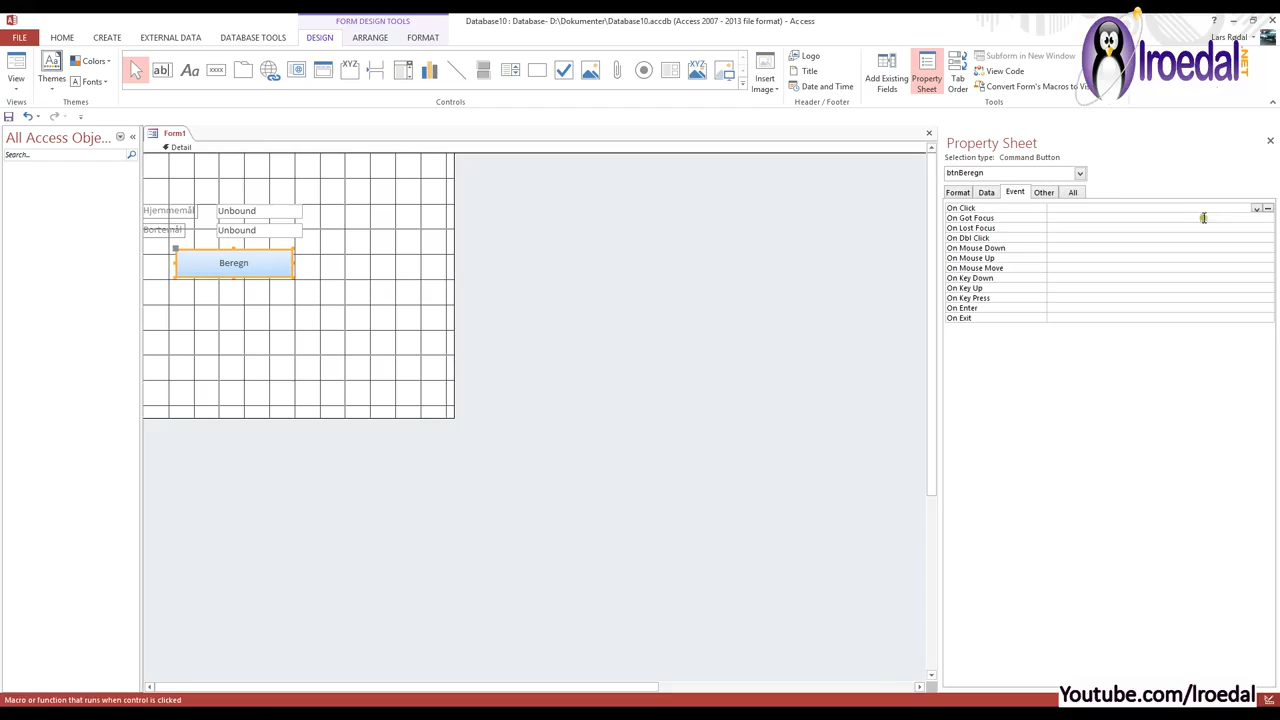 FORM DESIGN TOOLS
Database10 : Database- D:\Dokumenter\Database10.accdb (Access 2007 - 2013 file format) - Access
FILE
HOME
CREATE
EXTERNAL DATA
DATABASE TOOLS
DESIGN
ARRANGE
FORMAT
Lars Rødal
lroedal
.NET
View
Themes
Colors
Fonts
Aa
ab
xxxx
XYZ
Insert
Image
Logo
Title
Date and Time
Add Existing
Fields
Property
Sheet
Tab
Order
Subform in New Window
View Code
Convert Form's Macros to Vi
Views
Themes
Controls
Header / Footer
Tools
All Access Obje...
Search...
Form1
Detail
Hjemmemål
Unbound
Bortemål
Unbound
Beregn
Property Sheet
Selection type: Command Button
btnBeregn
Format
Data
Event
Other
All
On Click
On Got Focus
On Lost Focus
On Dbl Click
On Mouse Down
On Mouse Up
On Mouse Move
On Key Down
On Key Up
On Key Press
On Enter
On Exit
Macro or function that runs when control is clicked
Youtube.com/lroedal